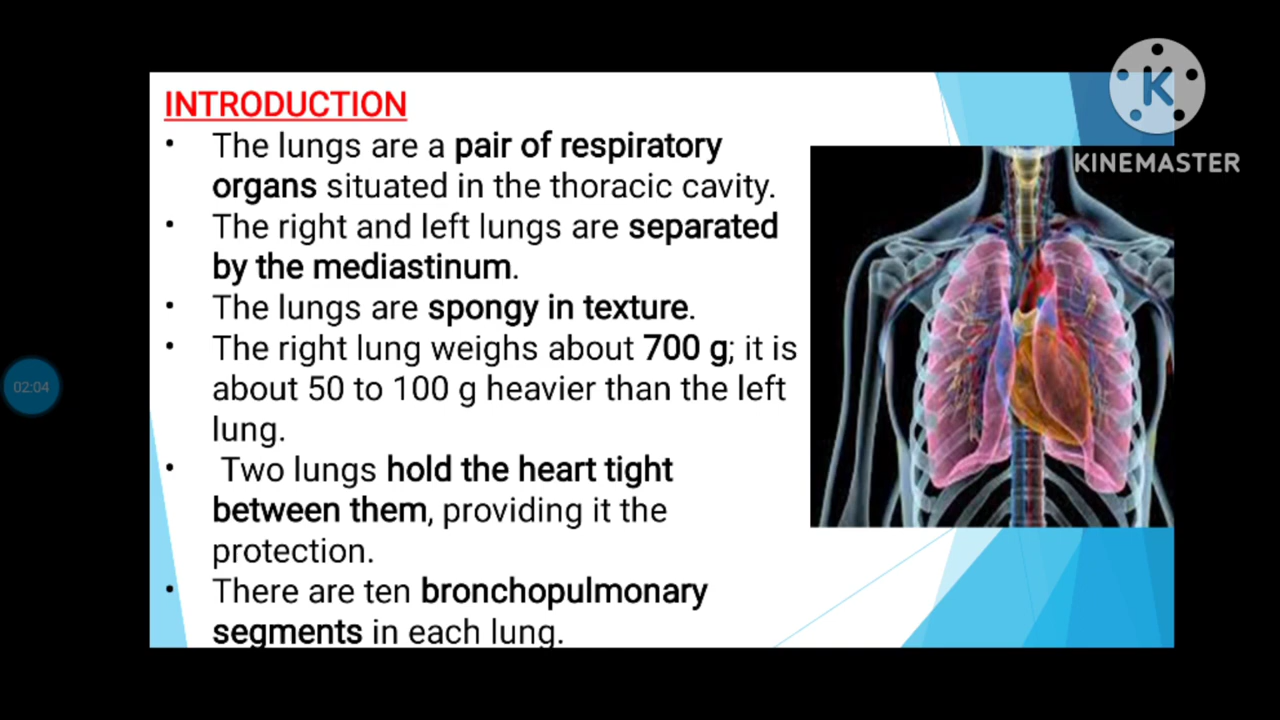 INTRODUCTION
• The lungs are a pair of respiratory
organs situated in the thoracic cavity.
• The right and left lungs are separated
by the mediastinum.
• The lungs are spongy in texture.
• The right lung weighs about 700 g; it is
about 50 to 100 g heavier than the left
lung.
• Two lungs hold the heart tight
between them, providing it the
protection.
• There are ten bronchopulmonary
segments in each lung.
K
KINEMASTER
02:04